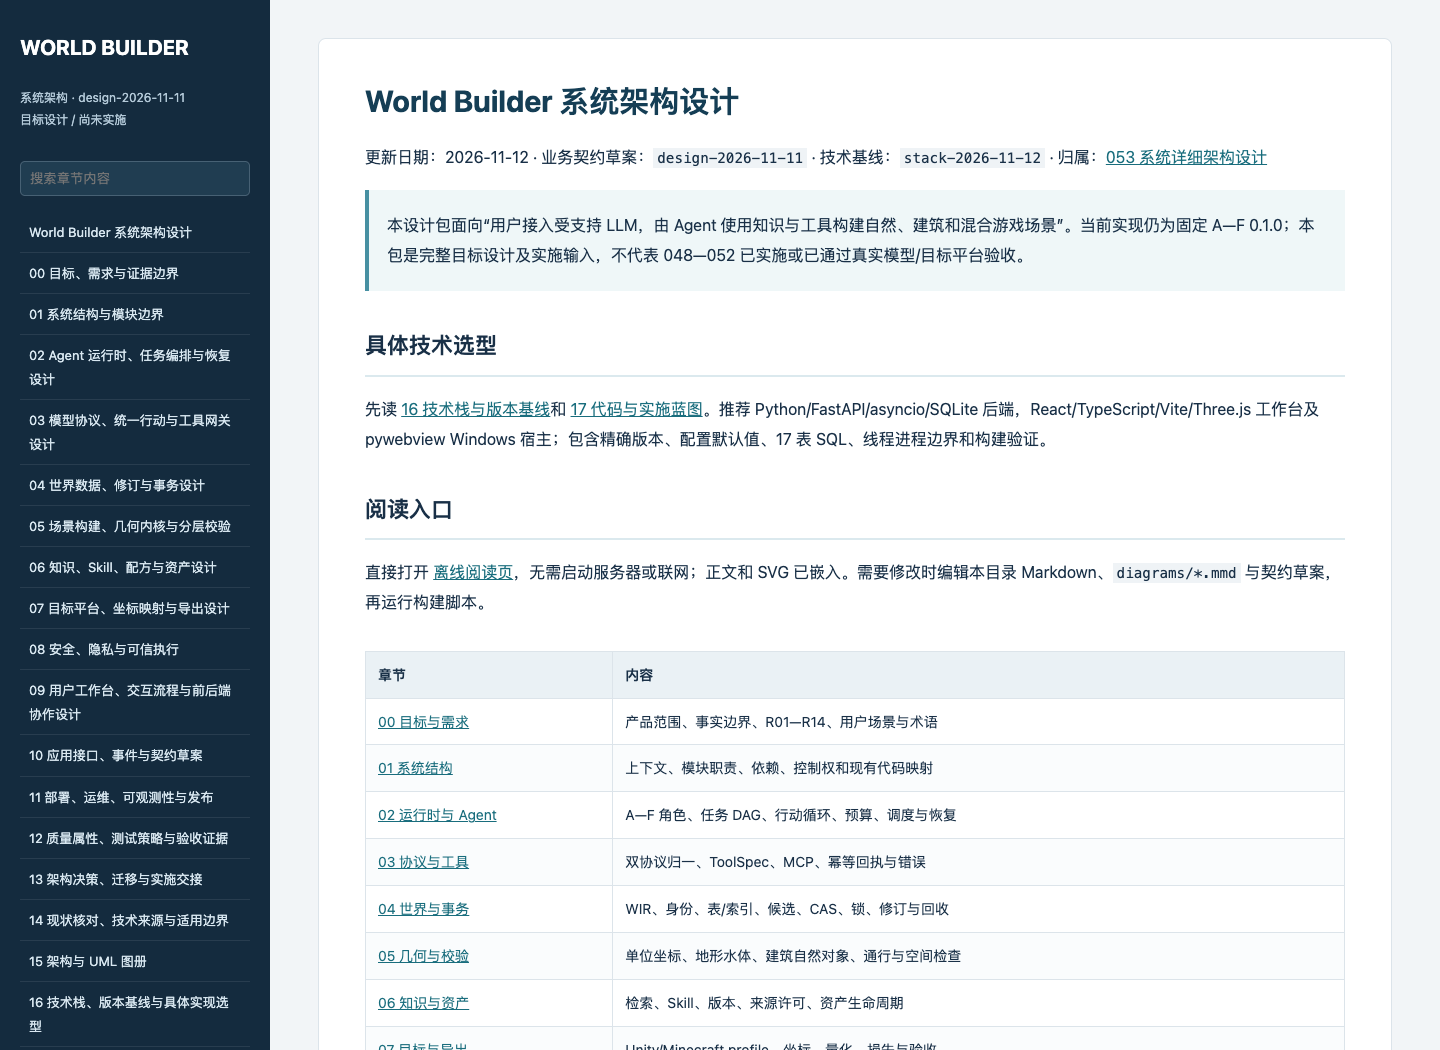 WORLD BUILDER
系统架构 · design-2026-11-11
目标设计 / 尚未实施
搜索章节内容
World Builder 系统架构设计
00 目标、需求与证据边界
01 系统结构与模块边界
02 Agent 运行时、任务编排与恢复
设计
03 模型协议、统一行动与工具网关
设计
04 世界数据、修订与事务设计
05 场景构建、几何内核与分层校验
06 知识、Skill、配方与资产设计
07 目标平台、坐标映射与导出设计
08 安全、隐私与可信执行
09 用户工作台、交互流程与前后端
协作设计
10 应用接口、事件与契约草案
11 部署、运维、可观测性与发布
12 质量属性、测试策略与验收证据
13 架构决策、迁移与实施交接
14 现状核对、技术来源与适用边界
15 架构与 UML 图册
16 技术栈、版本基线与具体实现选
型
World Builder 系统架构设计
更新日期：2026-11-12 · 业务契约草案：design-2026-11-11 · 技术基线：stack-2026-11-12 · 归属：053 系统详细架构设计
本设计包面向“用户接入受支持 LLM，由 Agent 使用知识与工具构建自然、建筑和混合游戏场景”。当前实现仍为固定 A—F 0.1.0；本
包是完整目标设计及实施输入，不代表 048—052 已实施或已通过真实模型/目标平台验收。
具体技术选型
先读 16 技术栈与版本基线和 17 代码与实施蓝图。推荐 Python/FastAPI/asyncio/SQLite 后端，React/TypeScript/Vite/Three.js 工作台及
pywebview Windows 宿主；包含精确版本、配置默认值、17 表 SQL、线程进程边界和构建验证。
阅读入口
直接打开 离线阅读页，无需启动服务器或联网；正文和 SVG 已嵌入。需要修改时编辑本目录 Markdown、diagrams/*.mmd 与契约草案，
再运行构建脚本。
章节 内容
00 目标与需求 产品范围、事实边界、R01—R14、用户场景与术语
01 系统结构 上下文、模块职责、依赖、控制权和现有代码映射
02 运行时与 Agent A—F 角色、任务 DAG、行动循环、预算、调度与恢复
03 协议与工具 双协议归一、ToolSpec、MCP、幂等回执与错误
04 世界与事务 WIR、身份、表/索引、候选、CAS、锁、修订与回收
05 几何与校验 单位坐标、地形水体、建筑自然对象、通行与空间检查
06 知识与资产 检索、Skill、版本、来源许可、资产生命周期
07 目标与导出 Unity/Minecraft profile、坐标、量化、损失与验收